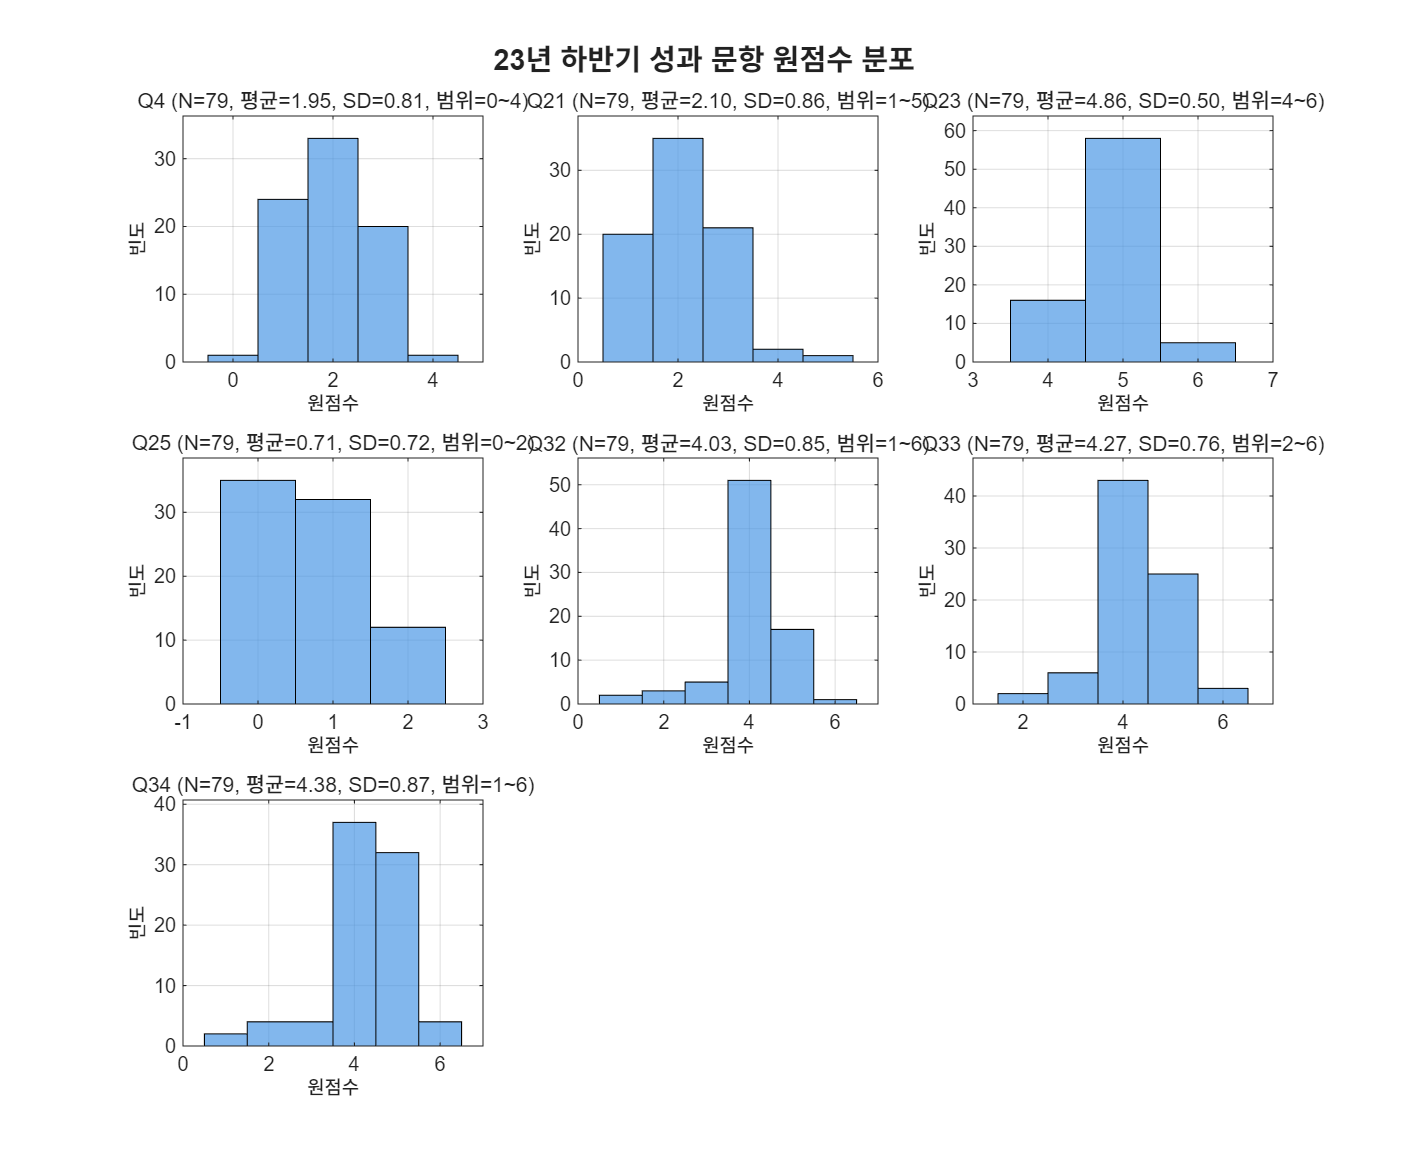 23년 하반기 성과 문항 원점수 분포
Q4 (N=79, 평균=1.95, SD=0.81, 범위=0~4)
빈도
30
20
10
0
0 2 4
원점수
Q21 (N=79, 평균=2.10, SD=0.86, 범위=1~5)
빈도
30
20
10
0
0 2 4 6
원점수
Q23 (N=79, 평균=4.86, SD=0.50, 범위=4~6)
빈도
60
50
40
30
20
10
0
3 4 5 6 7
원점수
Q25 (N=79, 평균=0.71, SD=0.72, 범위=0~2)
빈도
30
20
10
0
-1 0 1 2 3
원점수
Q32 (N=79, 평균=4.03, SD=0.85, 범위=1~6)
빈도
50
40
30
20
10
0
0 2 4 6
원점수
Q33 (N=79, 평균=4.27, SD=0.76, 범위=2~6)
빈도
40
30
20
10
0
2 4 6
원점수
Q34 (N=79, 평균=4.38, SD=0.87, 범위=1~6)
빈도
40
30
20
10
0
0 2 4 6
원점수